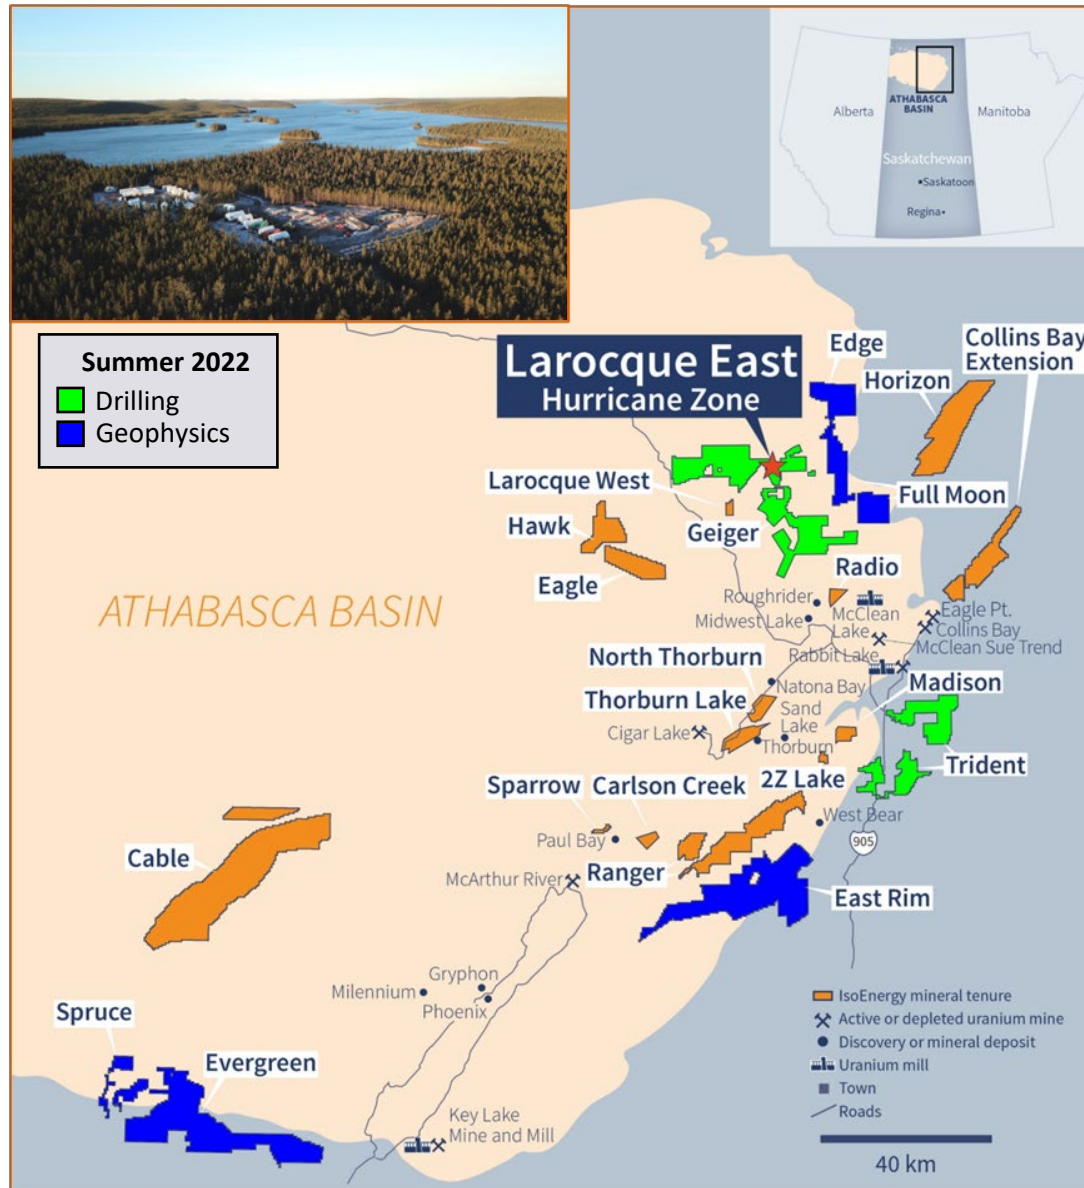 ATHABASCA
BASIN
Alberta
Manitoba
Saskatchewan
Saskatoon
Regina
Summer 2022
Drilling
Geophysics
Larocque East
Hurricane Zone
Edge
Collins Bay
Extension
Horizon
Larocque West
Full Moon
Hawk
Geiger
Eagle
Radio
ATHABASCA BASIN
Roughrider
Midwest Lake
McClean
Lake
Eagle Pt.
Collins Bay
McClean Sue Trend
Rabbit Lake
North Thorburn
Natona Bay
Madison
Thorburn Lake
Sand
Lake
Cigar Lake
Thorburn
Trident
2Z Lake
Sparrow
Carlson Creek
West Bear
Paul Bay
905
Cable
Ranger
McArthur River
East Rim
Gryphon
Milennium
Phoenix
Spruce
Evergreen
Key Lake
Mine and Mill
IsoEnergy mineral tenure
Active or depleted uranium mine
Discovery or mineral deposit
Uranium mill
Town
Roads
40 km